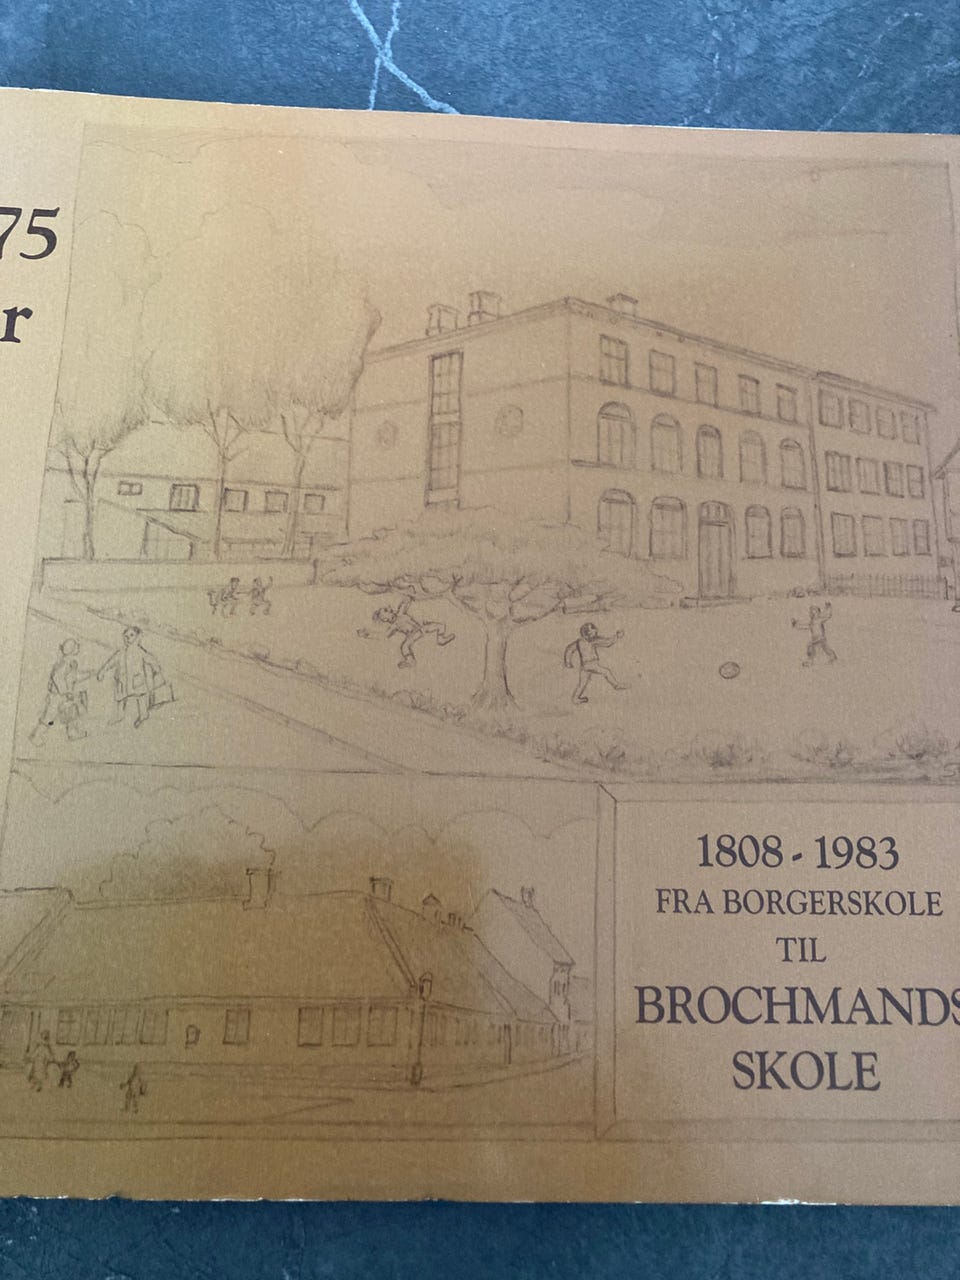 75
r
1808 - 1983
FRA BORGERSKOLE
TIL
BROCHMANDS
SKOLE